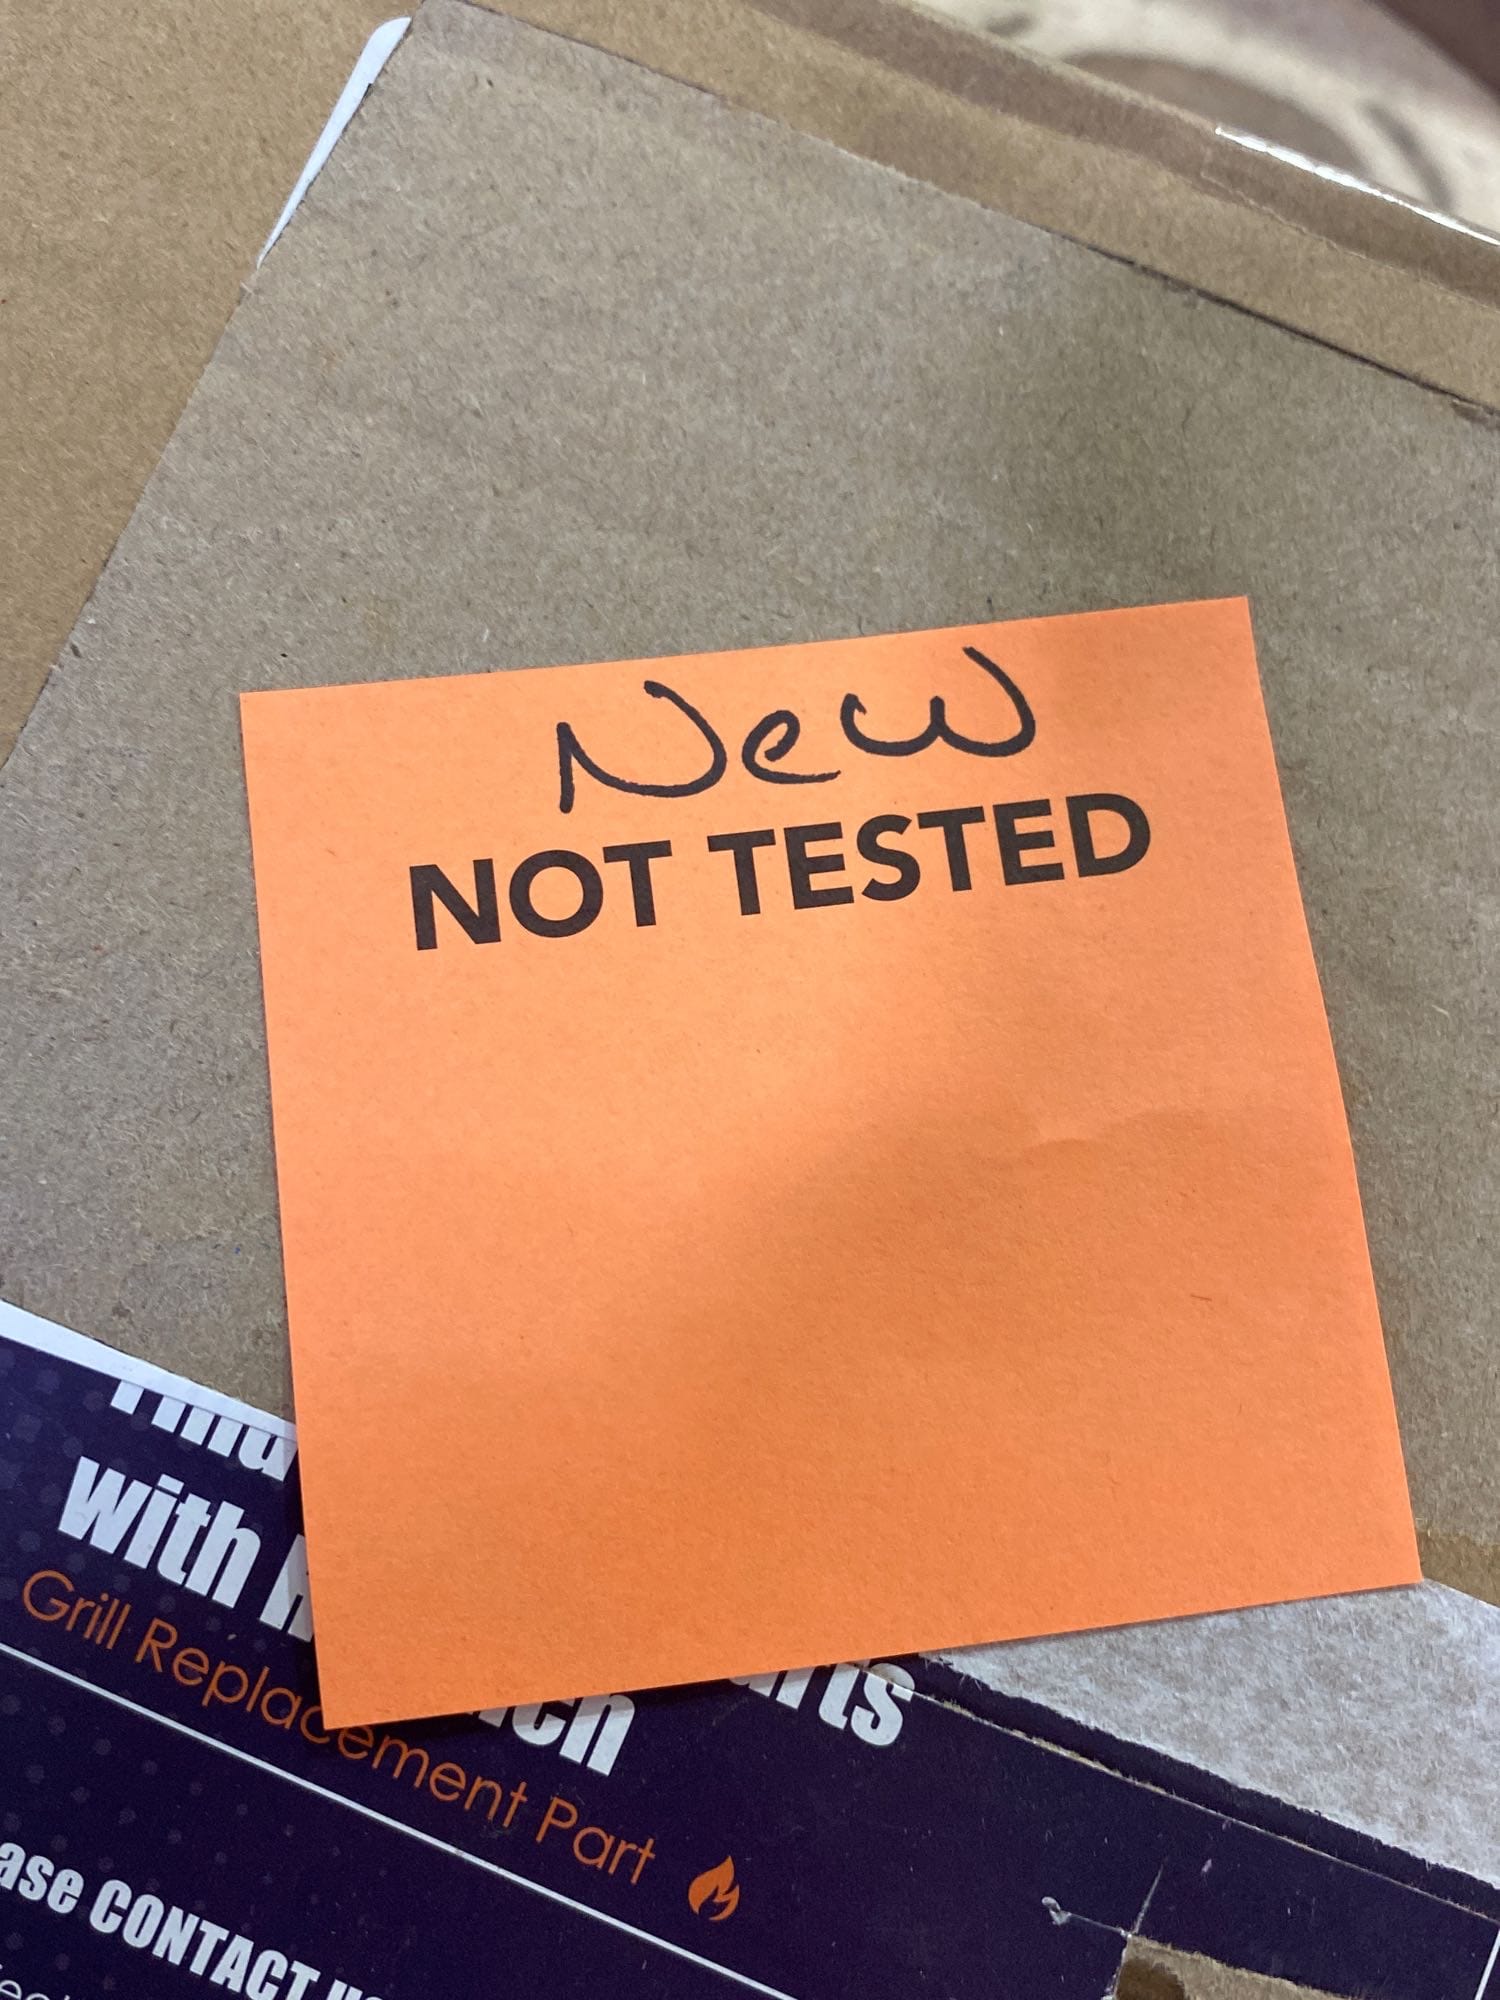 New
NOT TESTED
with
Grill Replacement Part
CONTACT